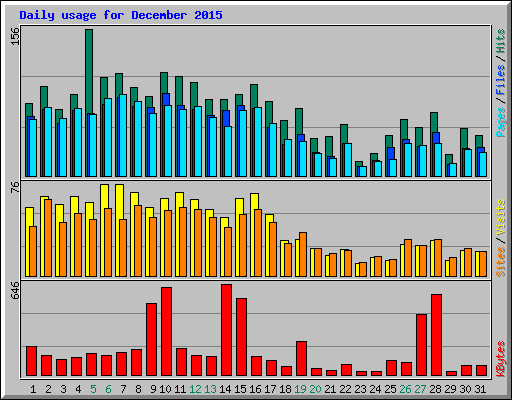 Daily usage for December 2015
156
Pages / Files / Hits
76
Sites / Visits
646
KBytes
1 2 3 4 5 6 7 8 9 10 11 12 13 14 15 16 17 18 19 20 21 22 23 24 25 26 27 28 29 30 31